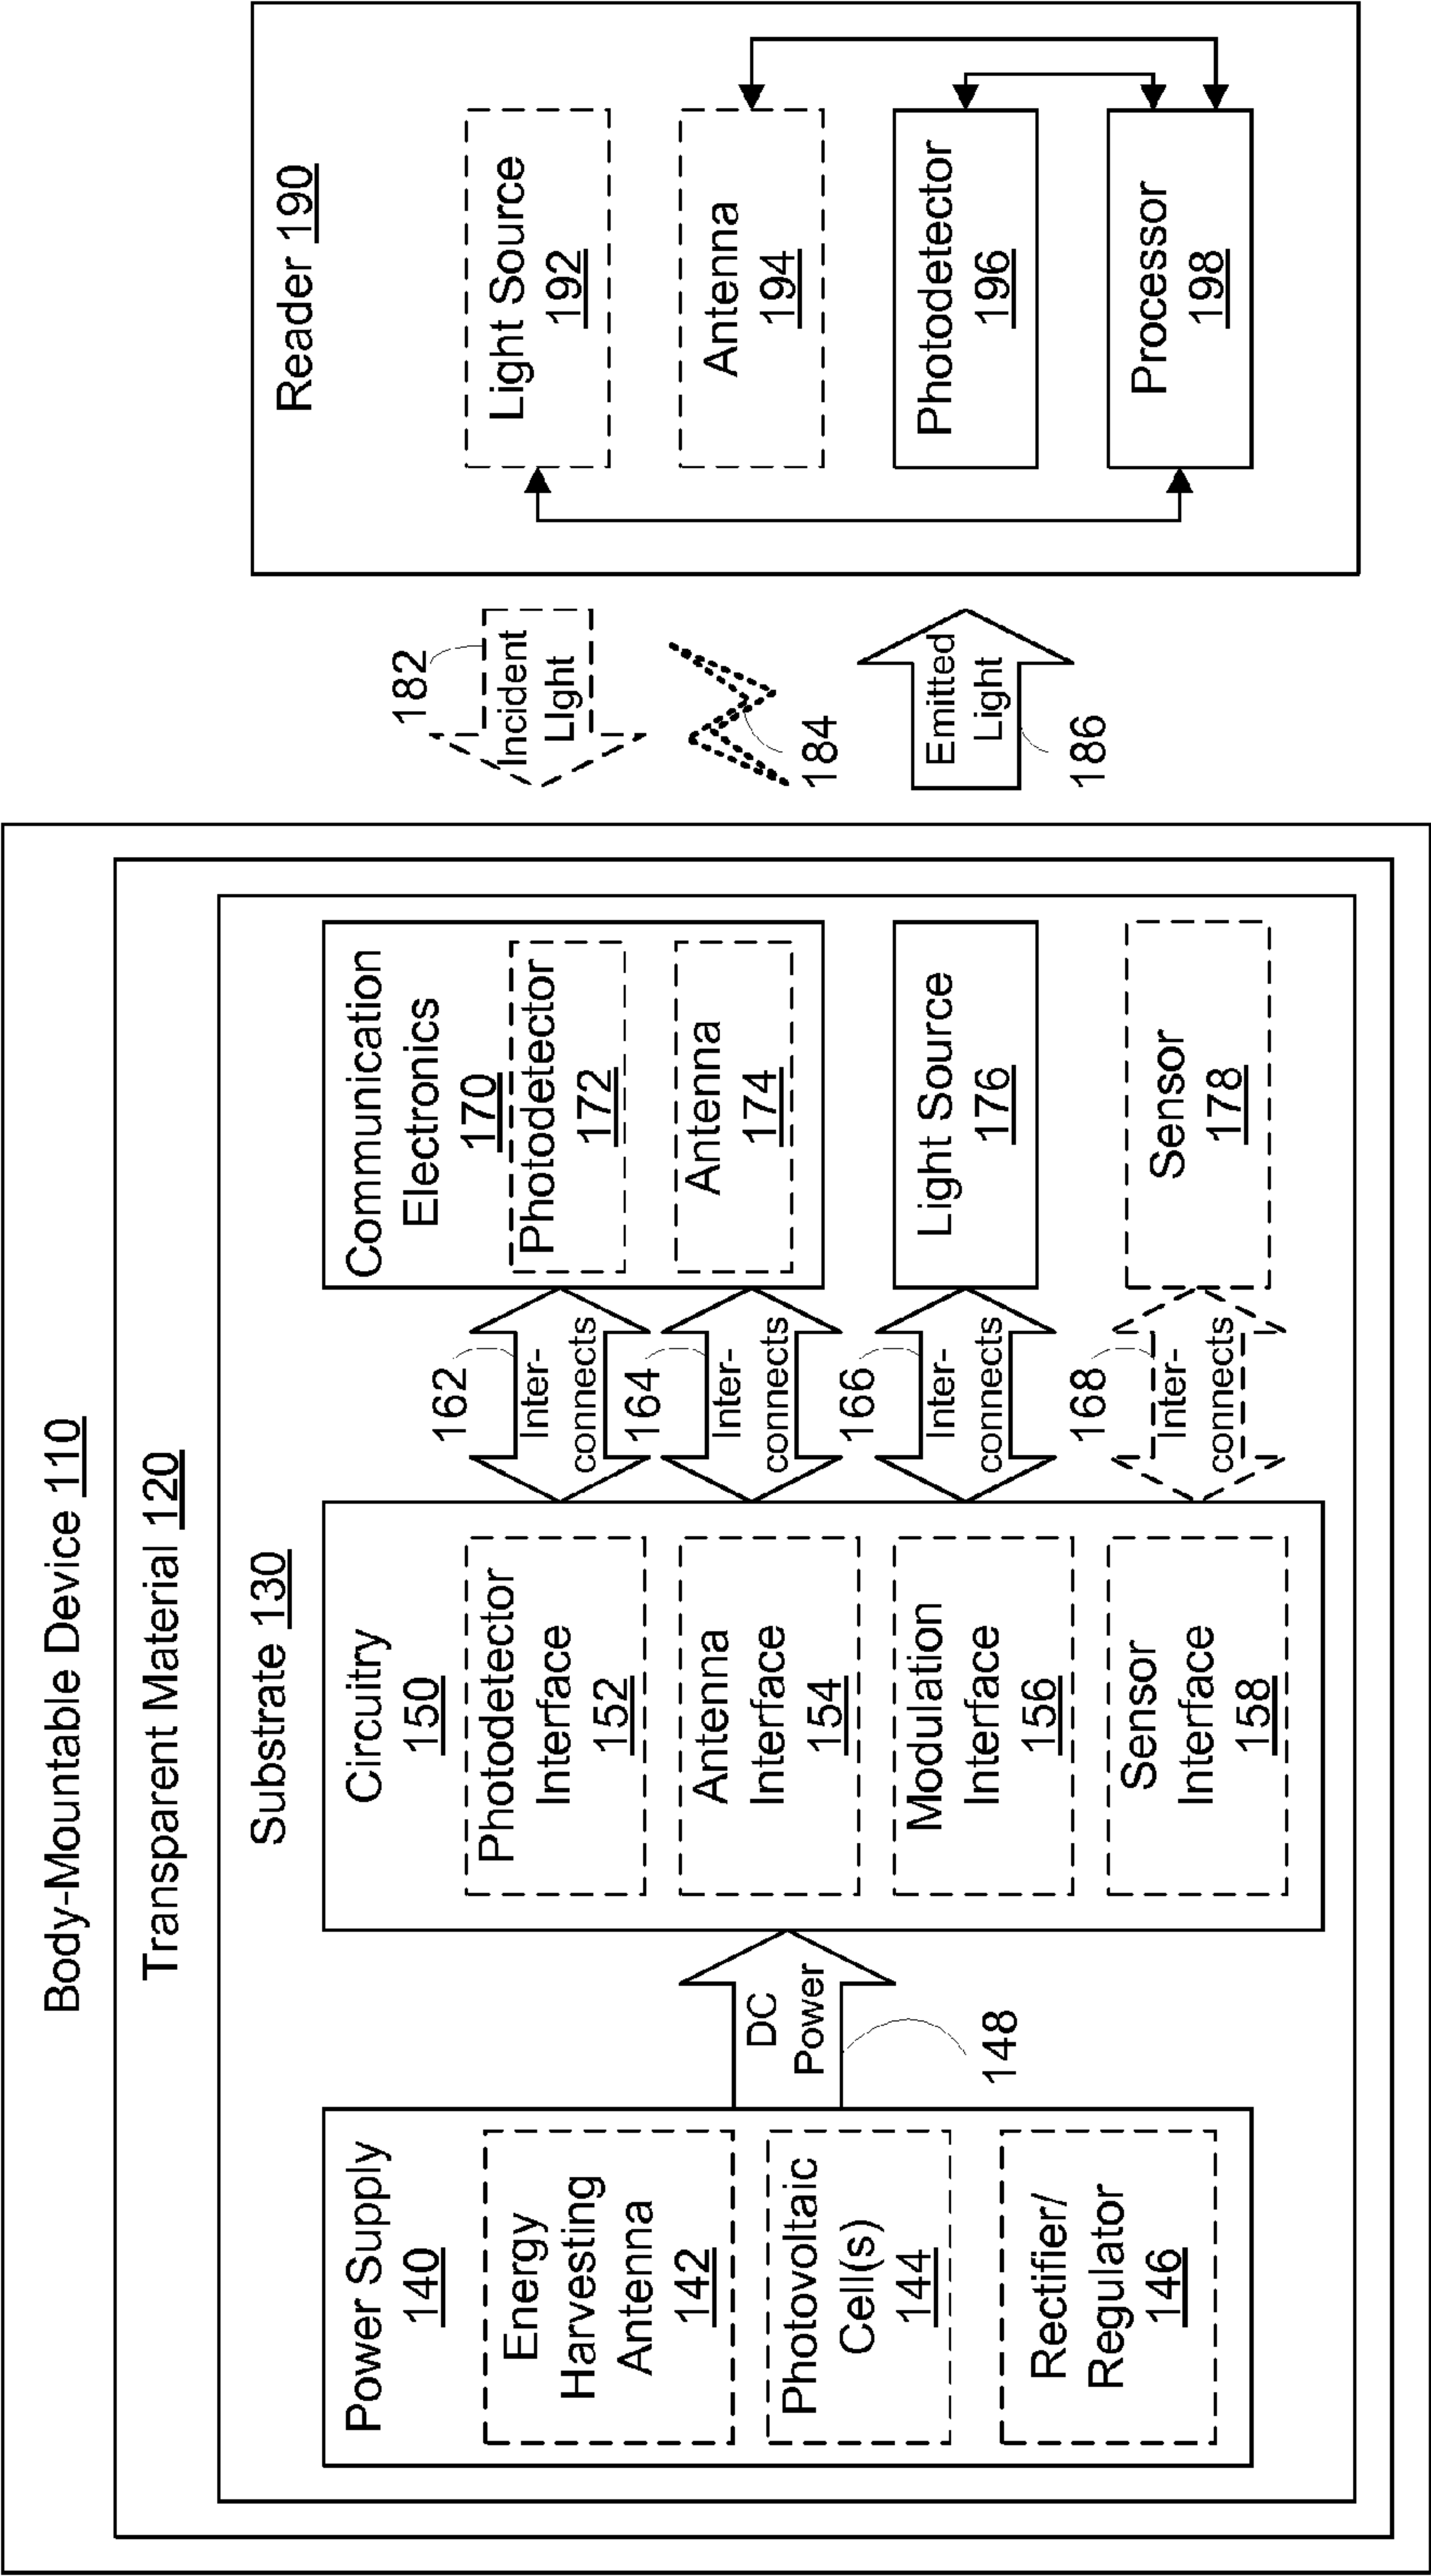 Body-Mountable Device 110
Transparent Material 120
Substrate 130
Power Supply
140
Energy
Harvesting
Antenna
142
Photovoltaic
Cell(s)
144
Rectifier/
Regulator
146
DC
Power
148
Circuitry
150
Photodetector
Interface
152
Antenna
Interface
154
Modulation
Interface
156
Sensor
Interface
158
162
Inter-
connects
164
Inter-
connects
166
Inter-
connects
168
Inter-
connects
Communication
Electronics
170
Photodetector
172
Antenna
174
Light Source
176
Sensor
178
182
Incident
LIght
184
Emitted
Light
186
Reader 190
Light Source
192
Antenna
194
Photodetector
196
Processor
198